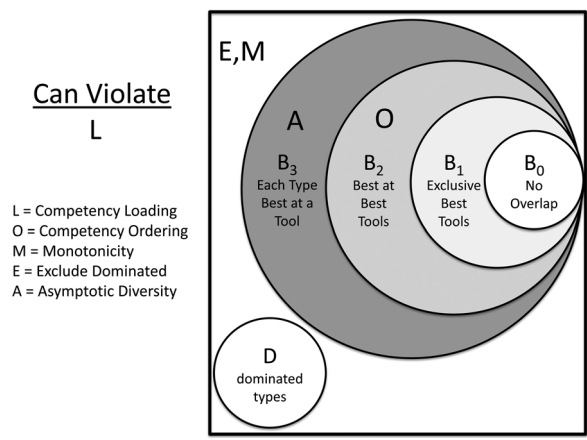 Can Violate
L
L = Competency Loading
O = Competency Ordering
M = Monotonicity
E = Exclude Dominated
A = Asymptotic Diversity
E,M
A
O
B3
Each Type
Best at a
Tool
B2
Best at
Best
Tools
B1
Exclusive
Best
Tools
B0
No
Overlap
D
dominated
types